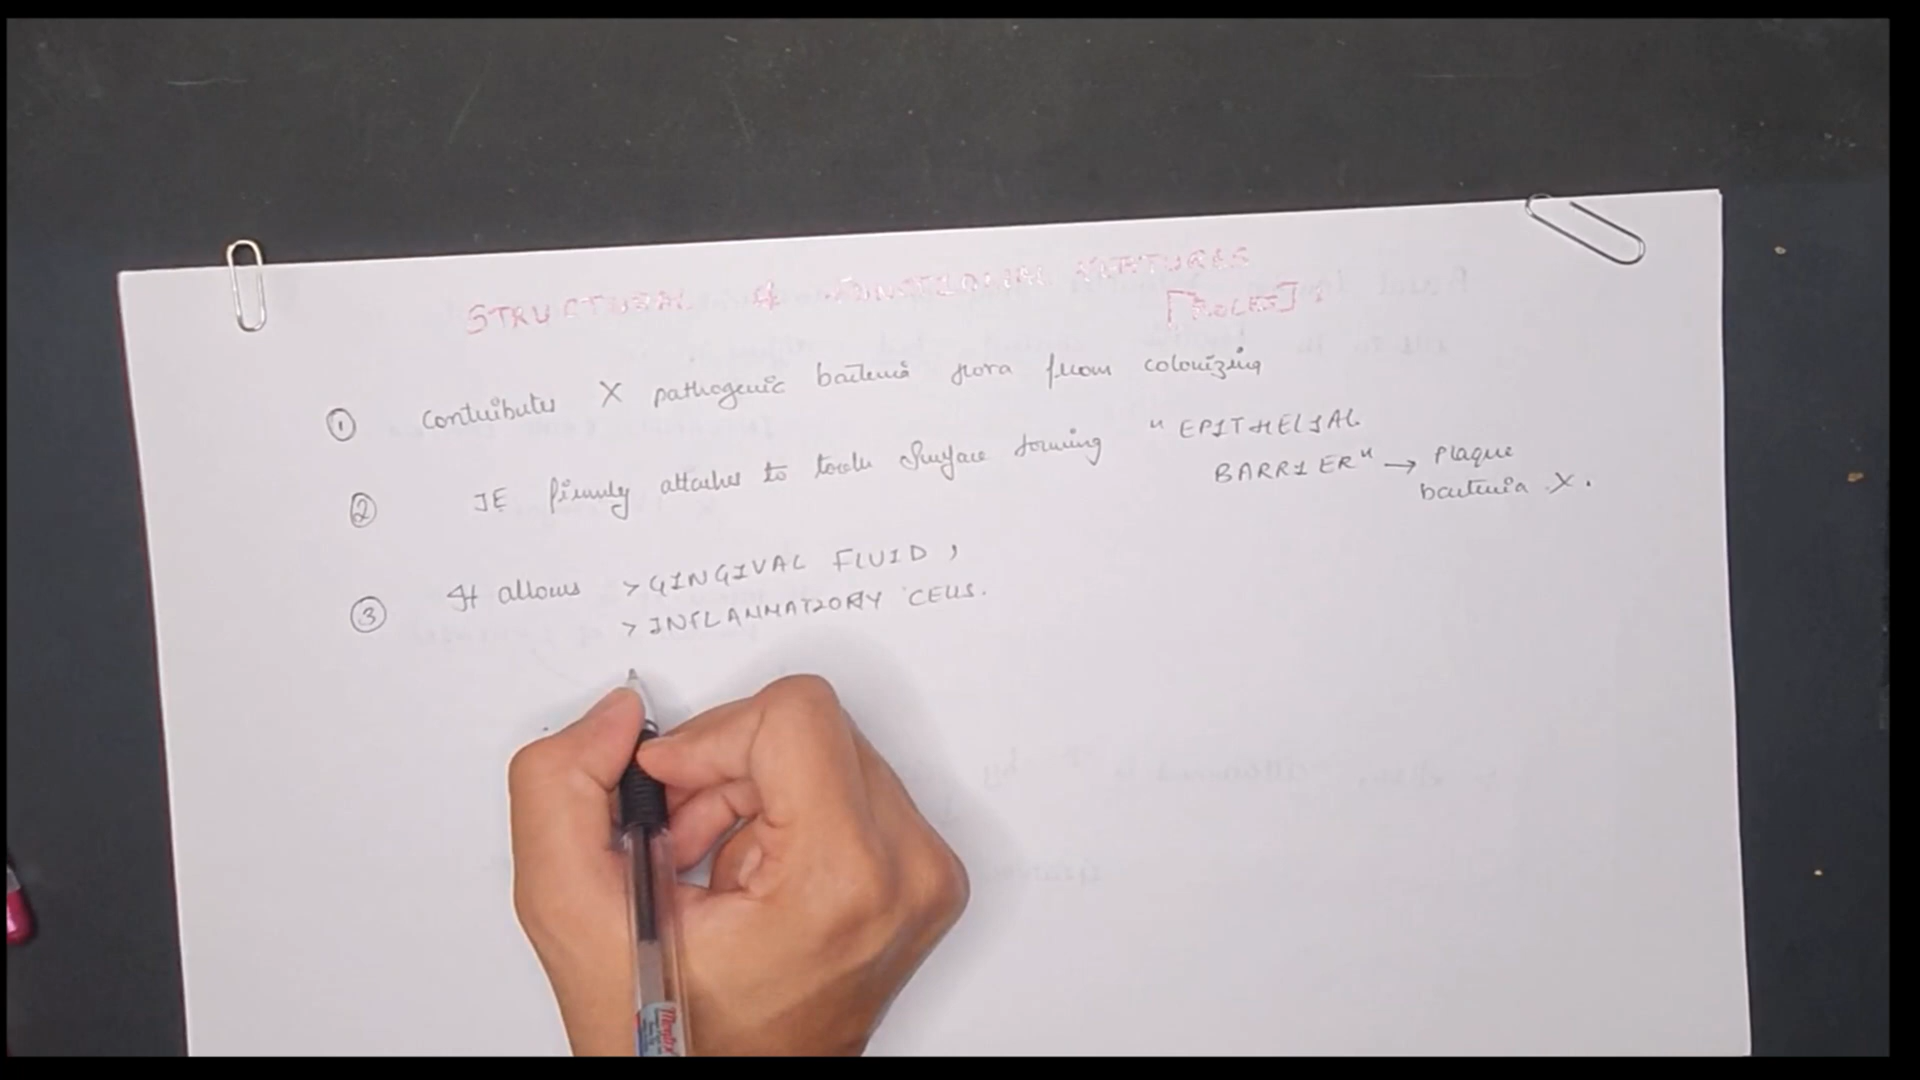 STRUCTURAL & FUNCTIONAL FEATURES
[ROLES] :
① contributes X pathogenic bacteria flora from colonizing
② JE firmly attaches to tooth surface forming " EPITHELIAL
BARRIER" → plaque
bacteria X.
③ It allows > GINGIVAL FLUID ,
> INFLAMMATORY CELLS.